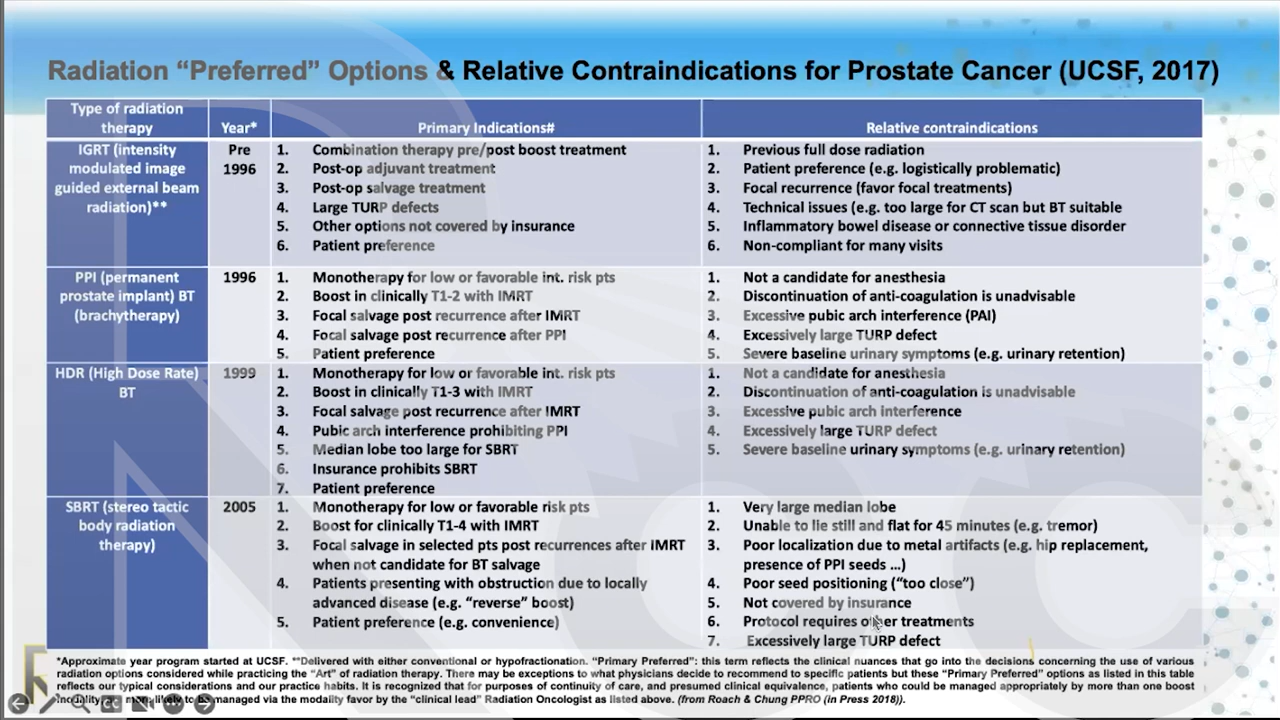 Radiation “Preferred” Options & Relative Contraindications for Prostate Cancer (UCSF, 2017)
Type of radiation
therapy
Year*
Primary Indications#
Relative contraindications
IGRT (intensity
modulated image
guided external beam
radiation)**
Pre
1996
1. Combination therapy pre/post boost treatment
2. Post-op adjuvant treatment
3. Post-op salvage treatment
4. Large TURP defects
5. Other options not covered by insurance
6. Patient preference
1. Previous full dose radiation
2. Patient preference (e.g. logistically problematic)
3. Focal recurrence (favor focal treatments)
4. Technical issues (e.g. too large for CT scan but BT suitable
5. Inflammatory bowel disease or connective tissue disorder
6. Non-compliant for many visits
PPI (permanent
prostate implant) BT
(brachytherapy)
1996
1. Monotherapy for low or favorable int. risk pts
2. Boost in clinically T1-2 with IMRT
3. Focal salvage post recurrence after IMRT
4. Focal salvage post recurrence after PPI
5. Patient preference
1. Not a candidate for anesthesia
2. Discontinuation of anti-coagulation is unadvisable
3. Excessive pubic arch interference (PAI)
4. Excessively large TURP defect
5. Severe baseline urinary symptoms (e.g. urinary retention)
HDR (High Dose Rate)
BT
1999
1. Monotherapy for low or favorable int. risk pts
2. Boost in clinically T1-3 with IMRT
3. Focal salvage post recurrence after IMRT
4. Pubic arch interference prohibiting PPI
5. Median lobe too large for SBRT
6. Insurance prohibits SBRT
7. Patient preference
1. Not a candidate for anesthesia
2. Discontinuation of anti-coagulation is unadvisable
3. Excessive pubic arch interference
4. Excessively large TURP defect
5. Severe baseline urinary symptoms (e.g. urinary retention)
SBRT (stereo tactic
body radiation
therapy)
2005
1. Monotherapy for low or favorable risk pts
2. Boost for clinically T1-4 with IMRT
3. Focal salvage in selected pts post recurrences after IMRT
when not candidate for BT salvage
4. Patients presenting with obstruction due to locally
advanced disease (e.g. “reverse” boost)
5. Patient preference (e.g. convenience)
1. Very large median lobe
2. Unable to lie still and flat for 45 minutes (e.g. tremor)
3. Poor localization due to metal artifacts (e.g. hip replacement,
presence of PPI seeds ...)
4. Poor seed positioning (“too close”)
5. Not covered by insurance
6. Protocol requires other treatments
7. Excessively large TURP defect
*Approximate year program started at UCSF. **Delivered with either conventional or hypofractionation. “Primary Preferred”: this term reflects the clinical nuances that go into the decisions concerning the use of various
radiation options considered while practicing the “Art” of radiation therapy. There may be exceptions to what physicians decide to recommend to specific patients but these “Primary Preferred” options as listed in this table
reflects our typical considerations and our practice habits. It is recognized that for purposes of continuity of care, and presumed clinical equivalence, patients who could be managed appropriately by more than one boost
likely to be managed via the modality favor by the “clinical lead” Radiation Oncologist as listed above. (from Roach & Chung PPRO (in Press 2018)).